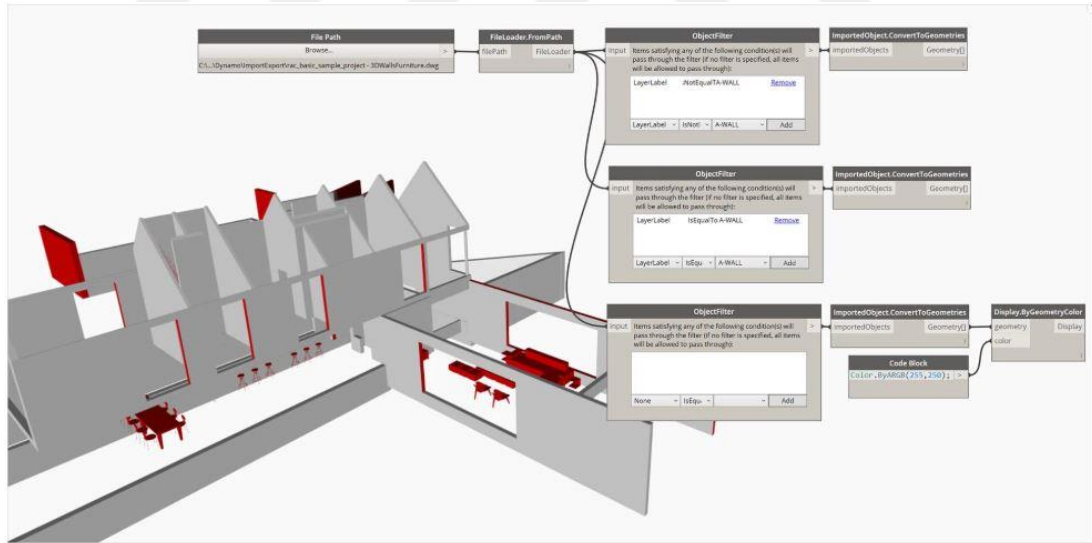 File Path
Browse...
>
C:\...\Dynamo\ImportExport\rac_basic_sample_project - 3DWallsFurniture.dwg
FileLoader.FromPath
filePath FileLoader
ObjectFilter
Input Items satisfying any of the following condition(s) will >
pass through the filter (if no filter is specified, all items
will be allowed to pass through):
LayerLabel NotEqualTA-WALL Remove
LayerLabel IsNotl A-WALL Add
ImportedObject.ConvertToGeometries
importedObjects Geometry[]
ObjectFilter
input Items satisfying any of the following condition(s) will >
pass through the filter (if no filter is specified, all items
will be allowed to pass through):
LayerLabel IsEqualTo A-WALL Remove
LayerLabel IsEqu A-WALL Add
ImportedObject.ConvertToGeometries
importedObjects Geometry[]
ObjectFilter
input Items satisfying any of the following condition(s) will >
pass through the filter (if no filter is specified, all items
will be allowed to pass through):
None IsEqu Add
ImportedObject.ConvertToGeometries
importedObjects Geometry[]
Display.ByGeometryColor
geometry Display
color
Code Block
Color.ByARGB(255,250); >